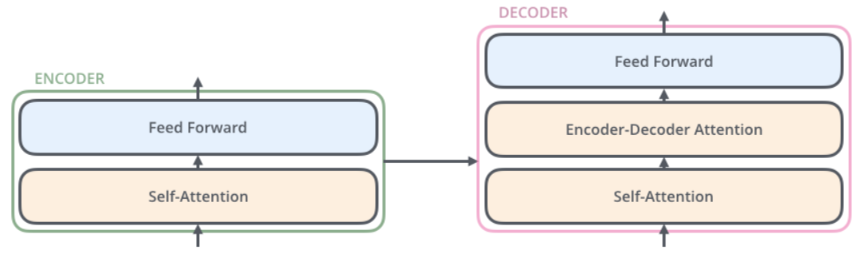 ENCODER
Feed Forward
Self-Attention
DECODER
Feed Forward
Encoder-Decoder Attention
Self-Attention